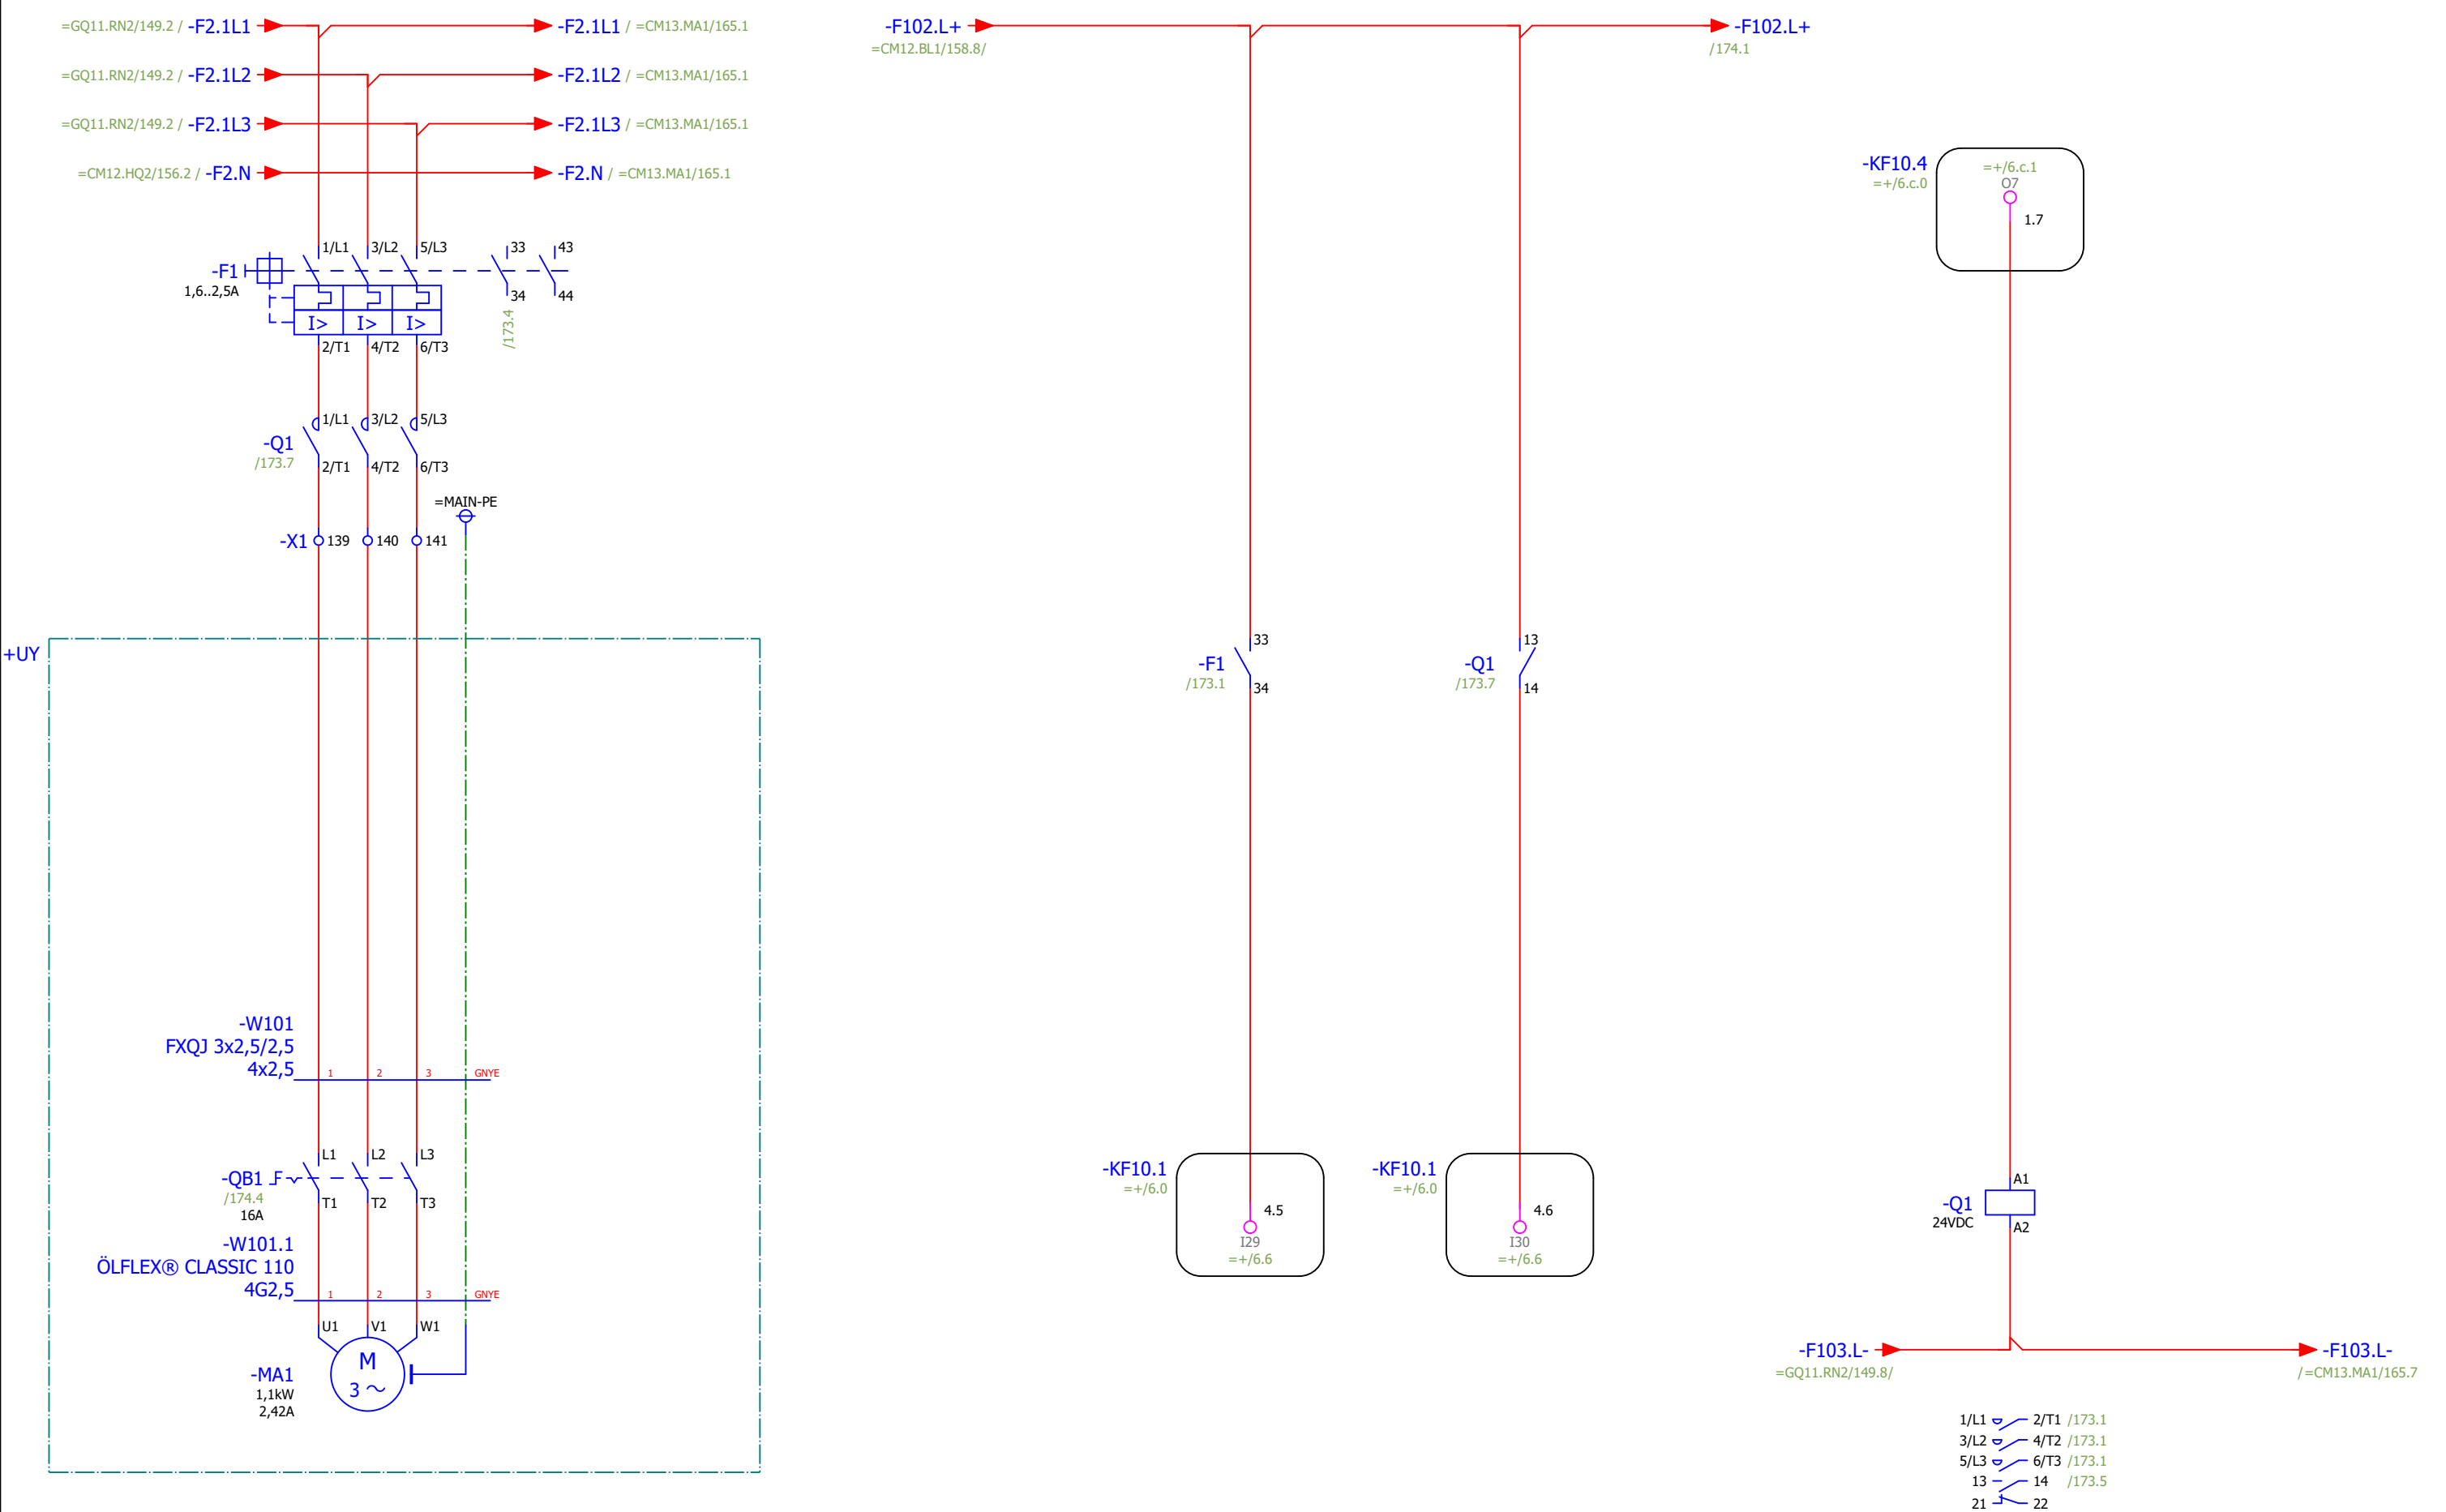 =GQ11.RN2/149.2 / -F2.1L1
-F2.1L1 / =CM13.MA1/165.1
=GQ11.RN2/149.2 / -F2.1L2
-F2.1L2 / =CM13.MA1/165.1
=GQ11.RN2/149.2 / -F2.1L3
-F2.1L3 / =CM13.MA1/165.1
=CM12.HQ2/156.2 / -F2.N
-F2.N / =CM13.MA1/165.1
-F1
1,6..2,5A
1/L1 3/L2 5/L3 33 43
34 44
/173.4
I> I> I>
2/T1 4/T2 6/T3
-Q1
/173.7
1/L1 3/L2 5/L3
2/T1 4/T2 6/T3
=MAIN-PE
-X1 139 140 141
+UY
-W101
FXQJ 3x2,5/2,5
4x2,5
1 2 3 GNYE
-QB1
/174.4
16A
L1 L2 L3
T1 T2 T3
-W101.1
ÖLFLEX® CLASSIC 110
4G2,5
1 2 3 GNYE
U1 V1 W1
M
3 ~
-MA1
1,1kW
2,42A
-F102.L+
=CM12.BL1/158.8/
-F102.L+
/174.1
-F1
/173.1
33
34
-Q1
/173.7
13
14
-KF10.1
=+/6.0
4.5
I29
=+/6.6
-KF10.1
=+/6.0
4.6
I30
=+/6.6
-KF10.4
=+/6.c.0
=+/6.c.1
O7
1.7
-Q1
24VDC
A1
A2
-F103.L-
=GQ11.RN2/149.8/
-F103.L-
/=CM13.MA1/165.7
1/L1 2/T1 /173.1
3/L2 4/T2 /173.1
5/L3 6/T3 /173.1
13 14 /173.5
21 22